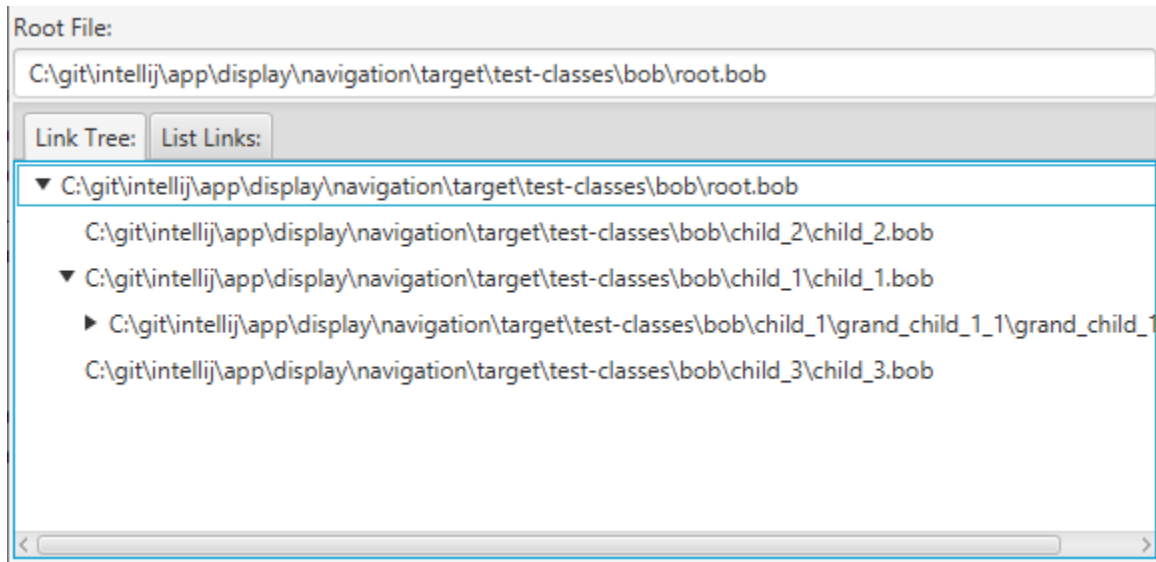 Root File:
C:\git\intellij\app\display\navigation\target\test-classes\bob\root.bob
Link Tree: List Links:
C:\git\intellij\app\display\navigation\target\test-classes\bob\root.bob
C:\git\intellij\app\display\navigation\target\test-classes\bob\child_2\child_2.bob
C:\git\intellij\app\display\navigation\target\test-classes\bob\child_1\child_1.bob
C:\git\intellij\app\display\navigation\target\test-classes\bob\child_1\grand_child_1_1\grand_child_1
C:\git\intellij\app\display\navigation\target\test-classes\bob\child_3\child_3.bob